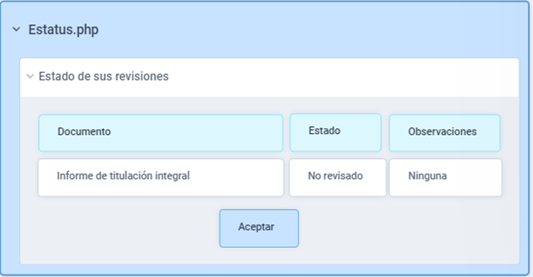 Estatus.php
Estado de sus revisiones
Documento Estado Observaciones
Informe de titulación integral No revisado Ninguna
Aceptar